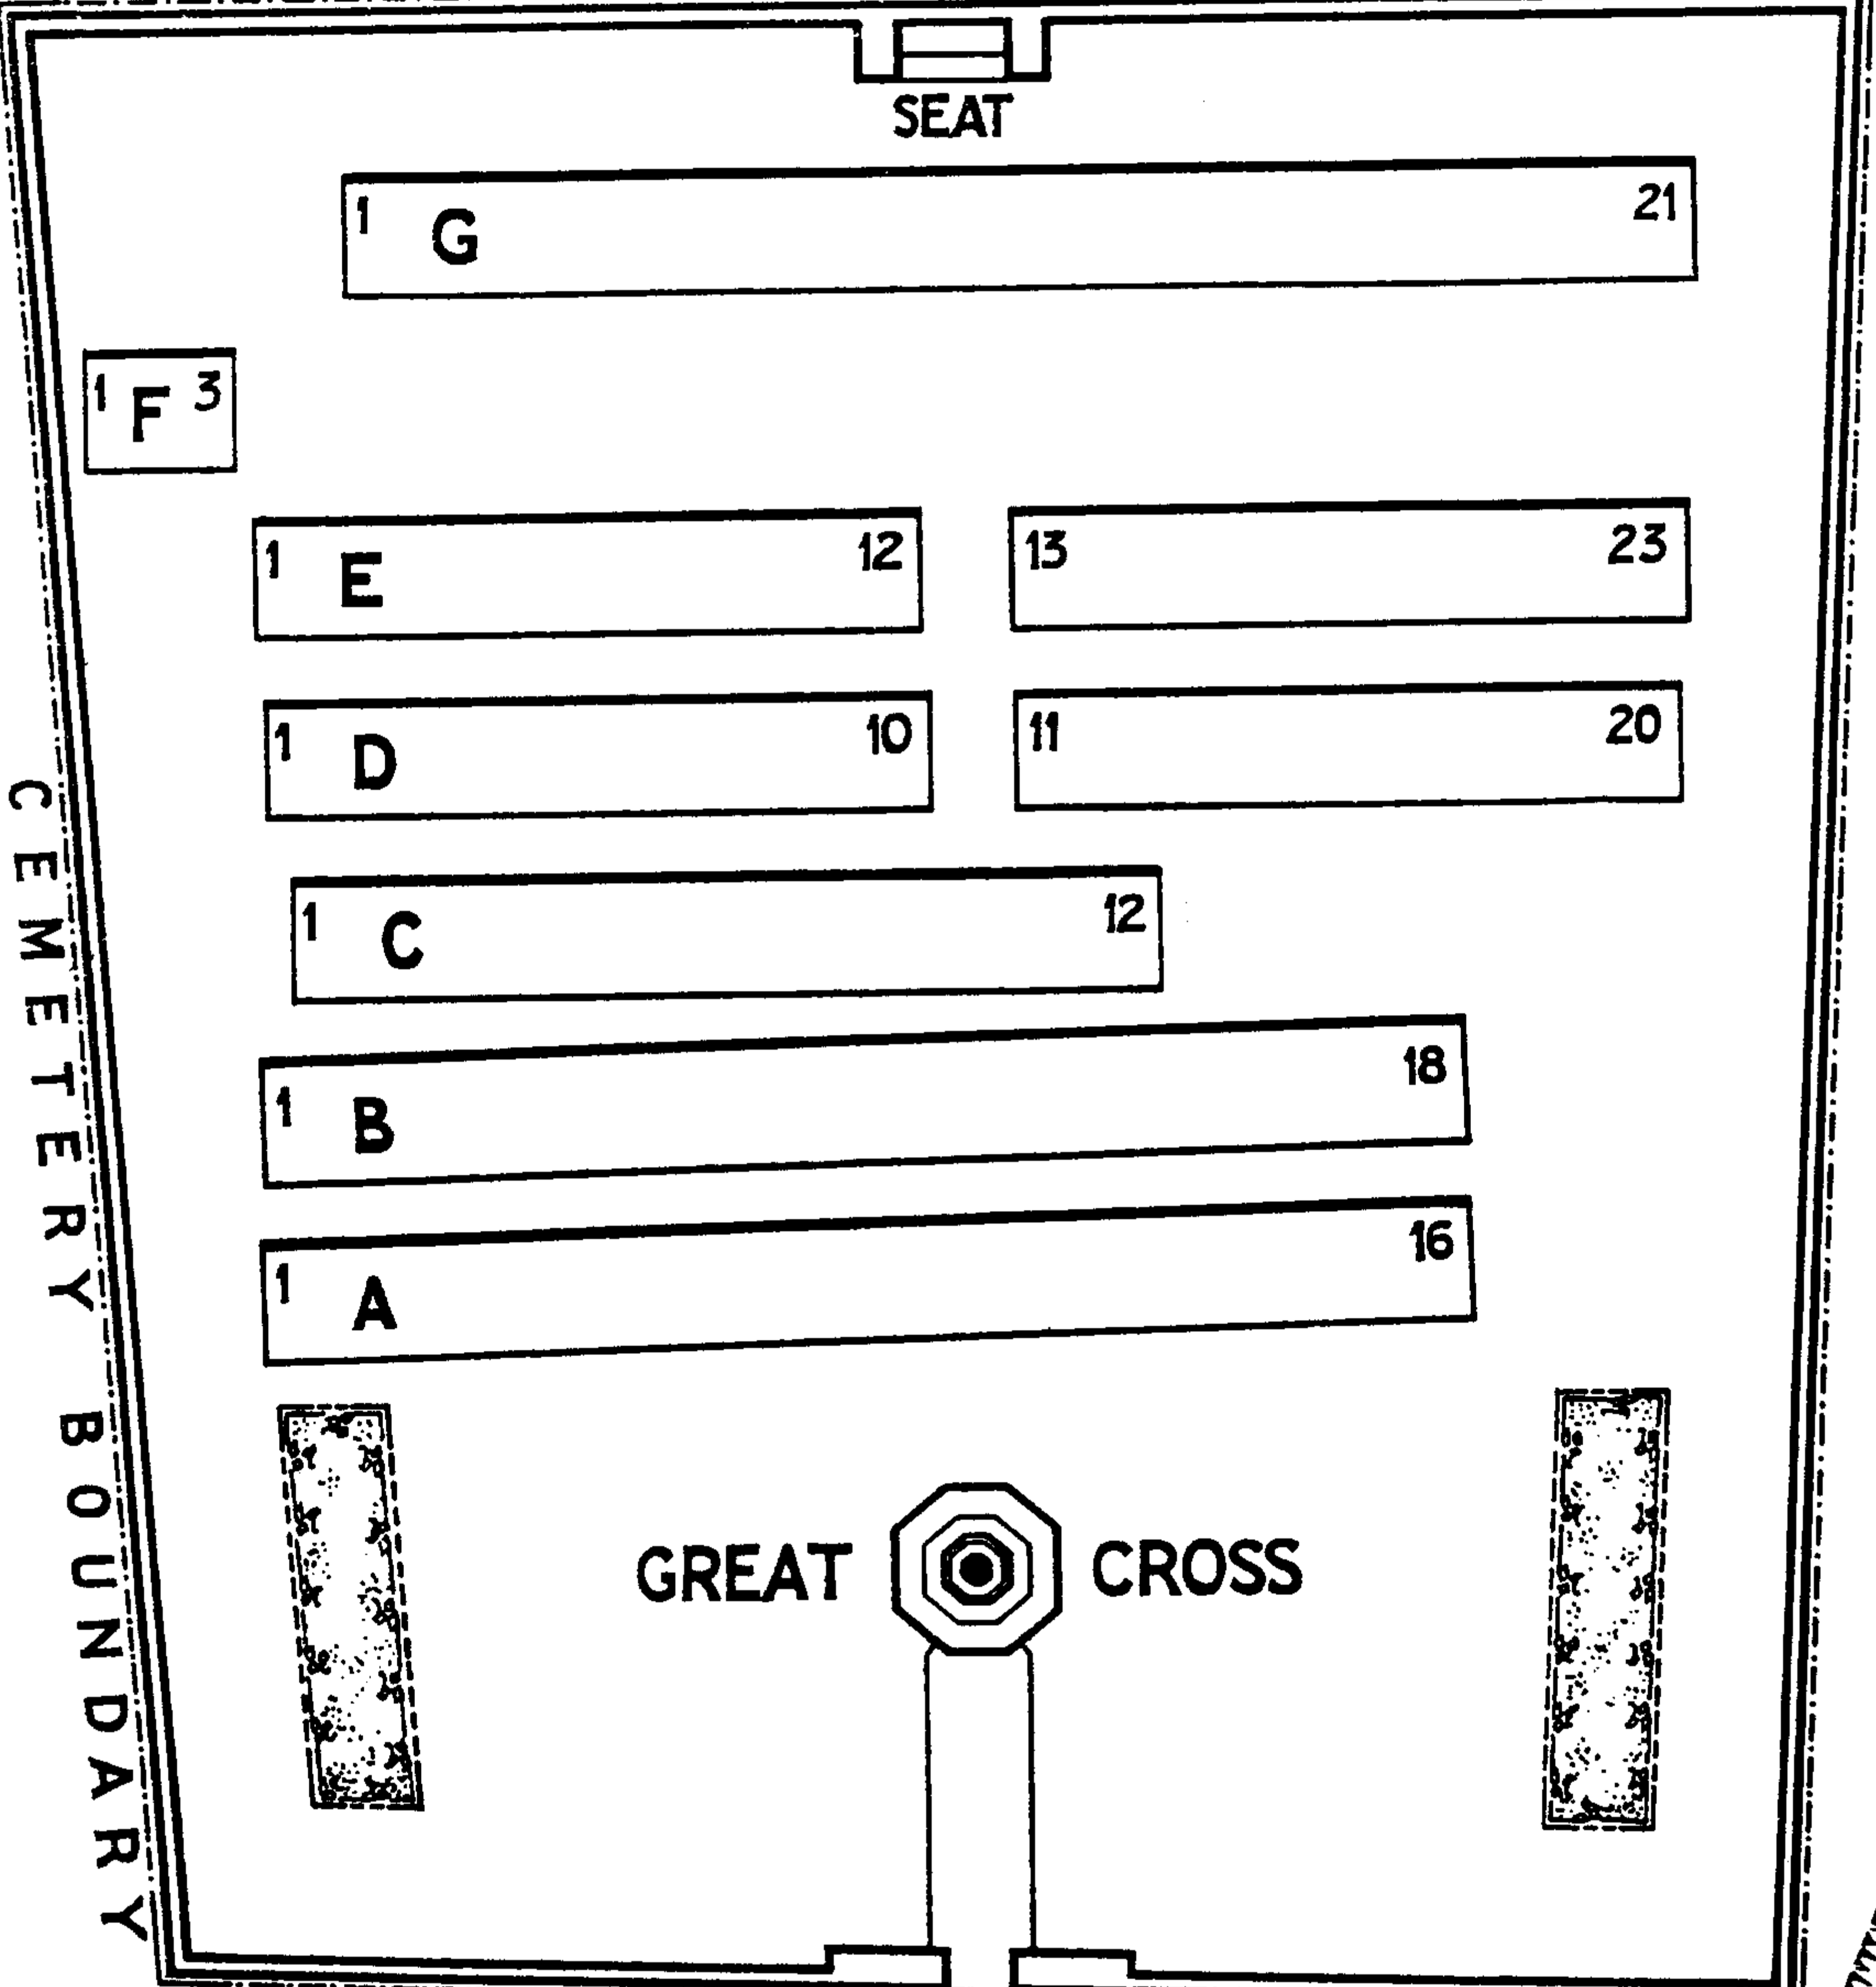 SEAT
1 G 21
1 F 3
1 E 12 13 23
1 D 10 11 20
1 C 12
1 B 18
1 A 16
GREAT CROSS
CEMETERY BOUNDARY